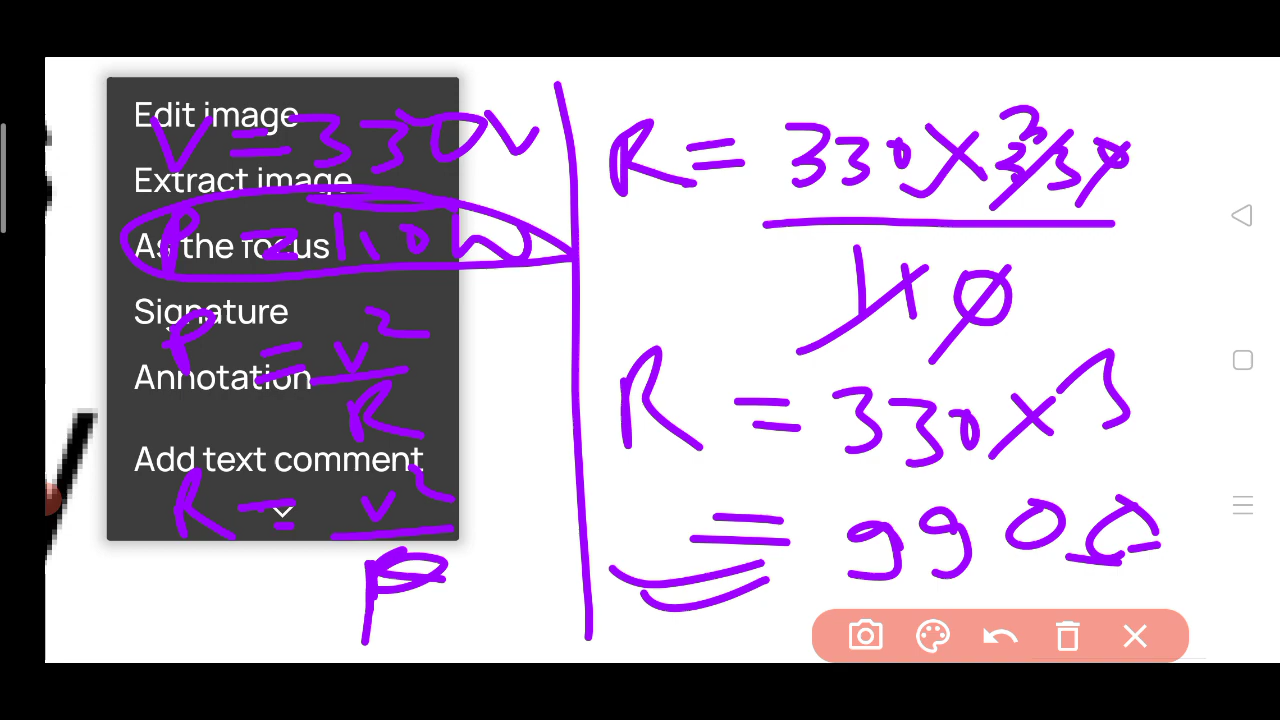 Edit image
V = 330V
Extract image
As the focus
P = 110W
Signature
Annotation
P = V²/R
Add text comment
R = V²/P
R = 330 X 330
110
R = 330 X 3
= 990 Ω